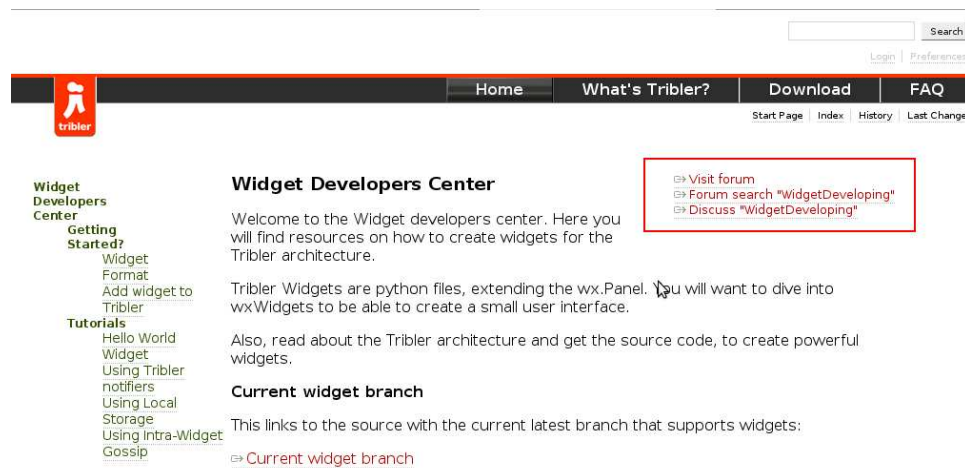 Search
Login Preferences
Home What's Tribler? Download FAQ
tribler
Start Page Index History Last Change
Widget
Developers
Center
Getting
Started?
Widget
Format
Add widget to
Tribler
Tutorials
Hello World
Widget
Using Tribler
notifiers
Using Local
Storage
Using Intra-Widget
Gossip
Widget Developers Center
Visit forum
Forum search "WidgetDeveloping"
Discuss "WidgetDeveloping"
Welcome to the Widget developers center. Here you
will find resources on how to create widgets for the
Tribler architecture.
Tribler Widgets are python files, extending the wx.Panel. You will want to dive into
wxWidgets to be able to create a small user interface.
Also, read about the Tribler architecture and get the source code, to create powerful
widgets.
Current widget branch
This links to the source with the current latest branch that supports widgets:
Current widget branch